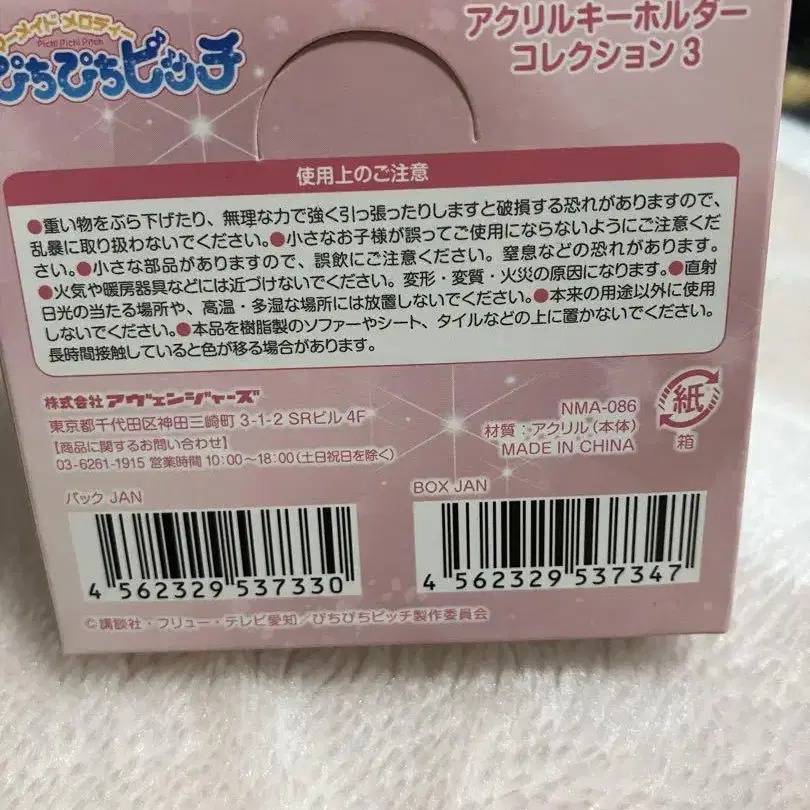 ーメイド メロディー
Pichi Pichi Pitch
ぴちぴちピッチ
アクリルキーホルダー
コレクション 3
使用上のご注意
●重い物をぶら下げたり、無理な力で強く引っ張ったりしますと破損する恐れがありますので、
乱暴に取り扱わないでください。●小さなお子様が誤ってご使用にならないようにご注意くだ
さい。●小さな部品がありますので、誤飲にご注意ください。窒息などの恐れがあります。
●火気や暖房器具などには近づけないでください。変形・変質・火災の原因になります。●直射
日光の当たる場所や、高温・多湿な場所には放置しないでください。●本来の用途以外に使用
しないでください。●本品を樹脂製のソファーやシート、タイルなどの上に置かないでください。
長時間接触していると色が移る場合があります。
株式会社アヴェンジャーズ
東京都千代田区神田三崎町 3-1-2 SRビル 4F
【商品に関するお問い合わせ】
03-6261-1915 営業時間 10:00〜18:00(土日祝日を除く)
NMA-086
材質:アクリル(本体)
MADE IN CHINA
紙
箱
パック JAN
4 562329 537330
BOX JAN
4 562329 537347
©講談社・フリュー・テレビ愛知/ぴちぴちピッチ製作委員会